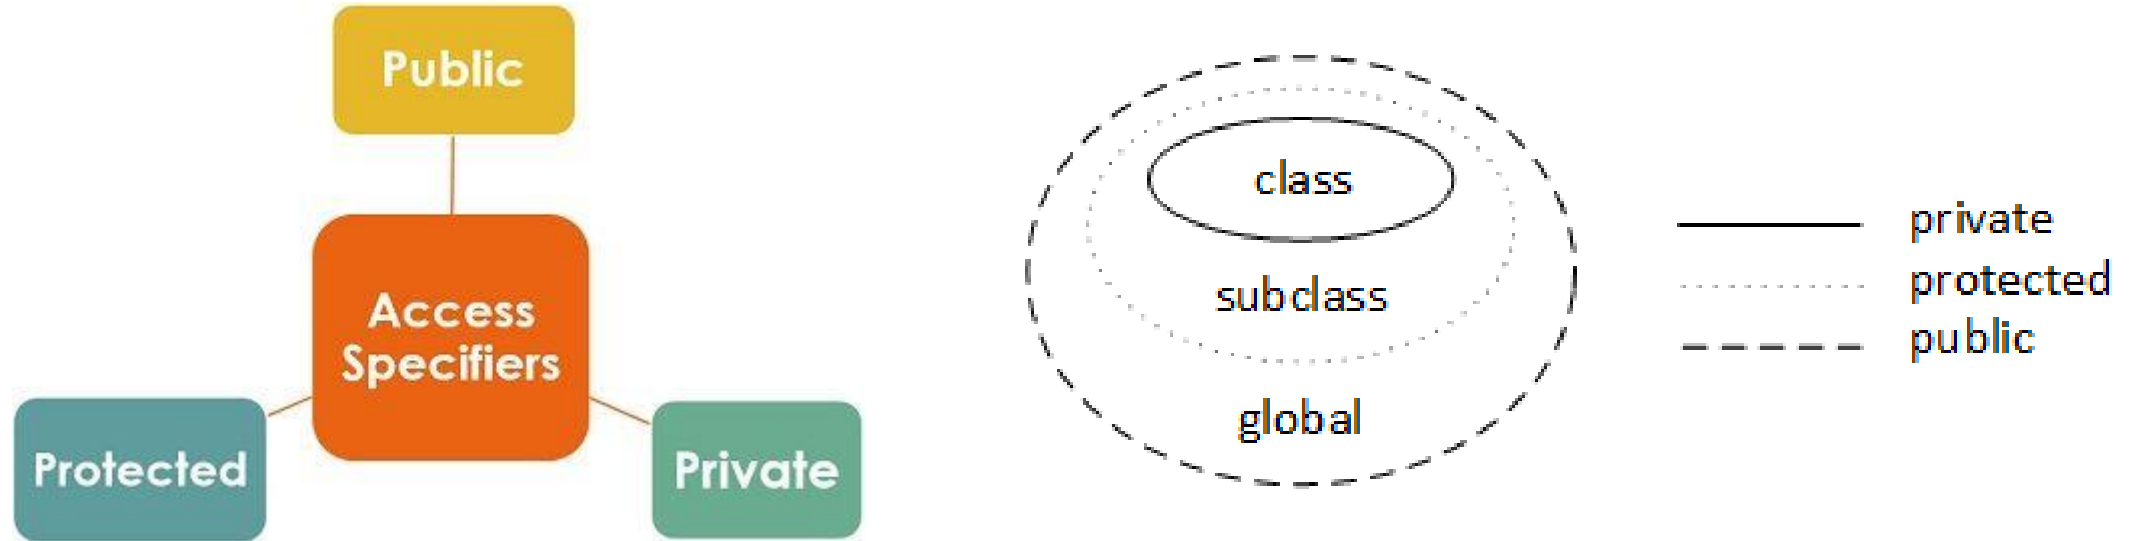 Public
Access
Specifiers
Protected
Private
class
subclass
global
private
protected
public